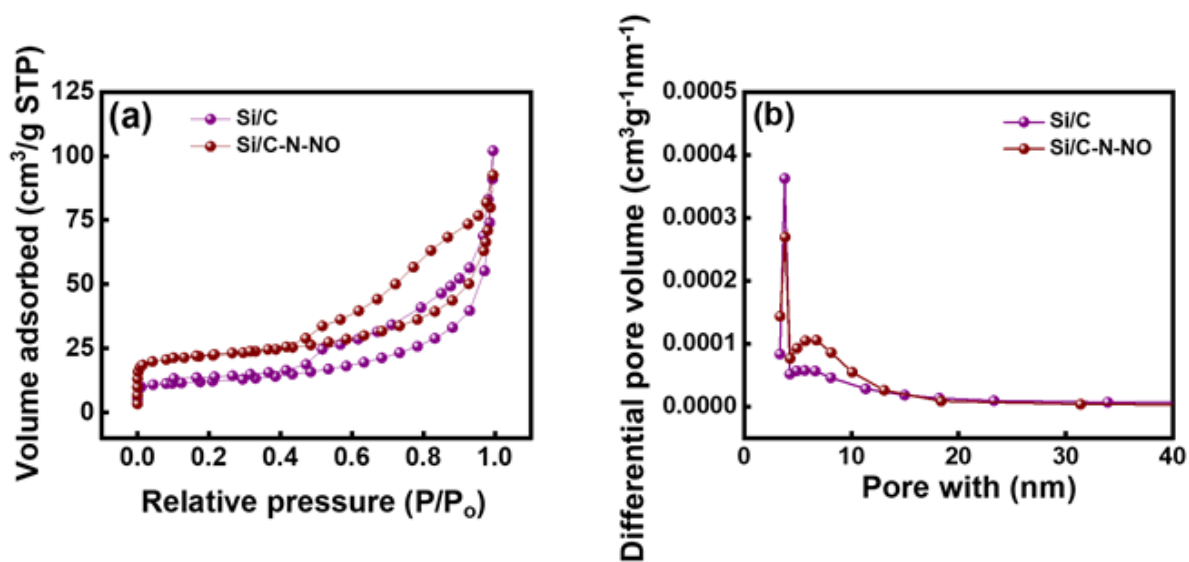 Volume adsorbed (cm³/g STP)
125
100
75
50
25
0
(a)
Si/C
Si/C-N-NO
0.0 0.2 0.4 0.6 0.8 1.0
Relative pressure (P/Pₒ)
Differential pore volume (cm³g⁻¹nm⁻¹)
0.0005
0.0004
0.0003
0.0002
0.0001
0.0000
(b)
Si/C
Si/C-N-NO
0 10 20 30 40
Pore with (nm)